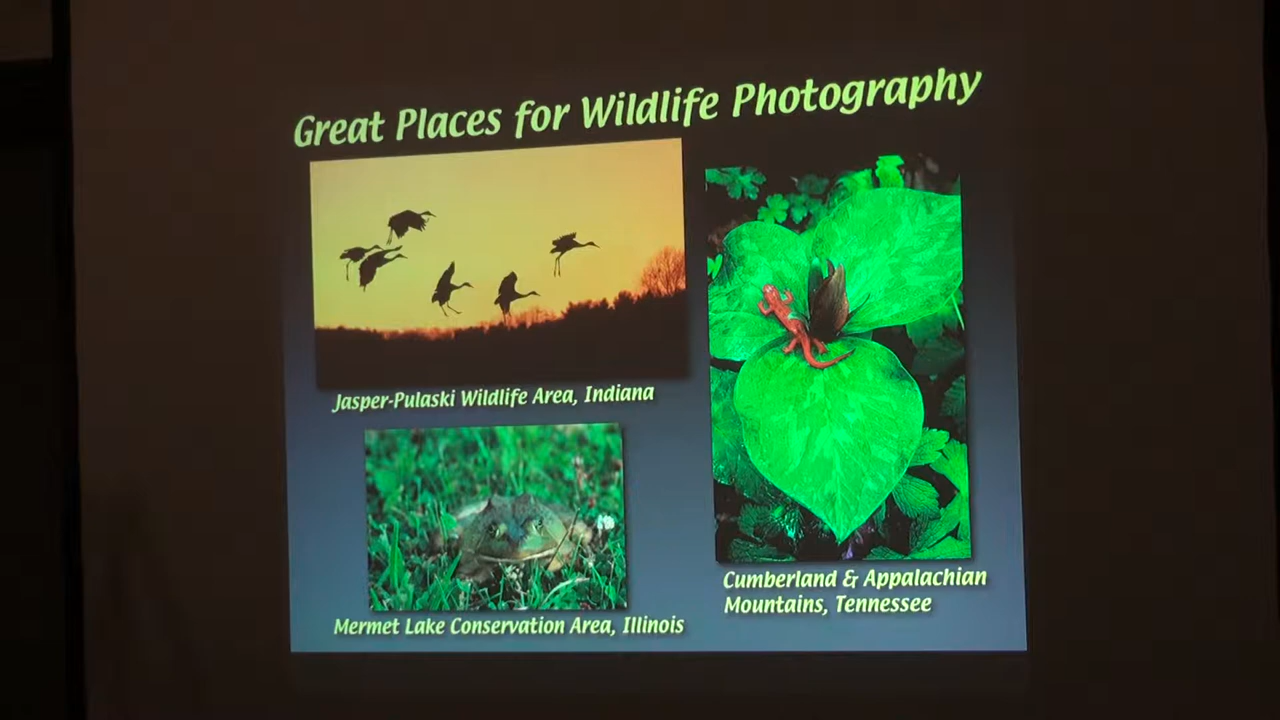 Great Places for Wildlife Photography
Jasper-Pulaski Wildlife Area, Indiana
Mermet Lake Conservation Area, Illinois
Cumberland & Appalachian
Mountains, Tennessee